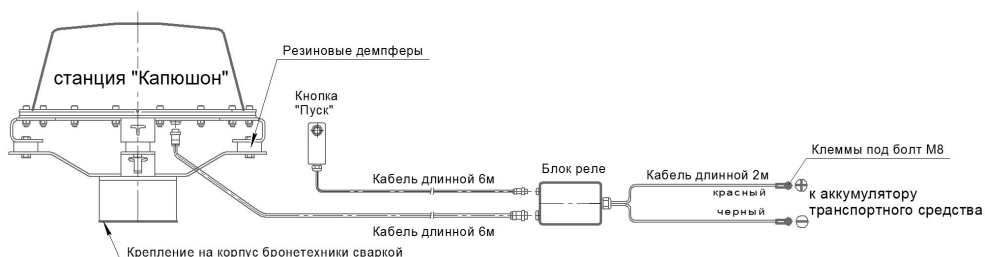 Резиновые демпферы
станция "Капюшон"
Кнопка
"Пуск"
Клеммы под болт М8
Блок реле
Кабель длинной 6м
Кабель длинной 2м
красный
к аккумулятору
черный
транспортного средства
Кабель длинной 6м
Крепление на корпус бронетехники сваркой